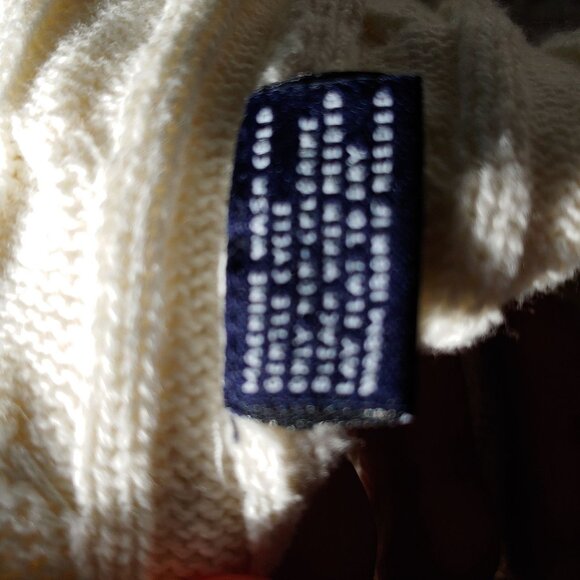 MACHINE WASH COLD
GENTLE CYCLE
ONLY NON-CHLORINE
BLEACH WHEN NEEDED
LAY FLAT TO DRY
WARM IRON IF NEEDED